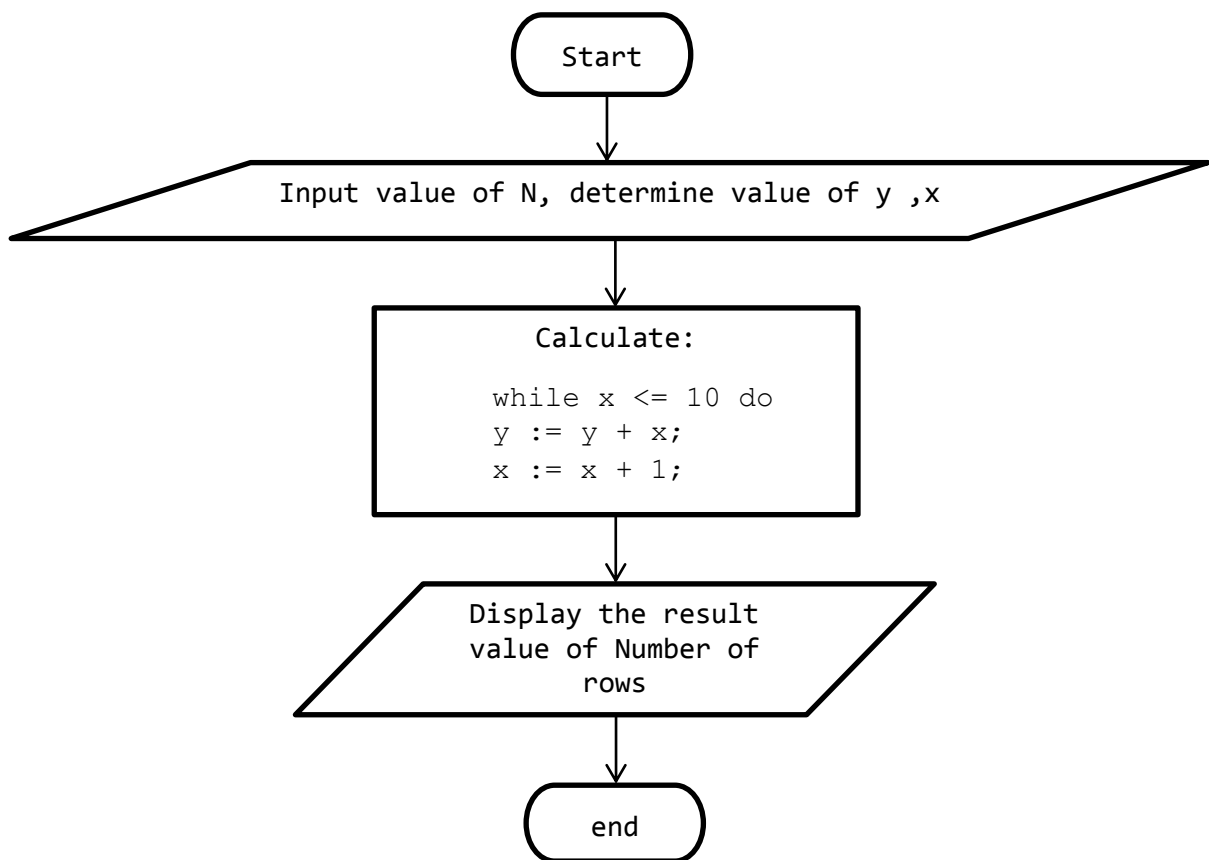 Start
Input value of N, determine value of y ,x
Calculate:
while x <= 10 do
y := y + x;
x := x + 1;
Display the result
value of Number of
rows
end